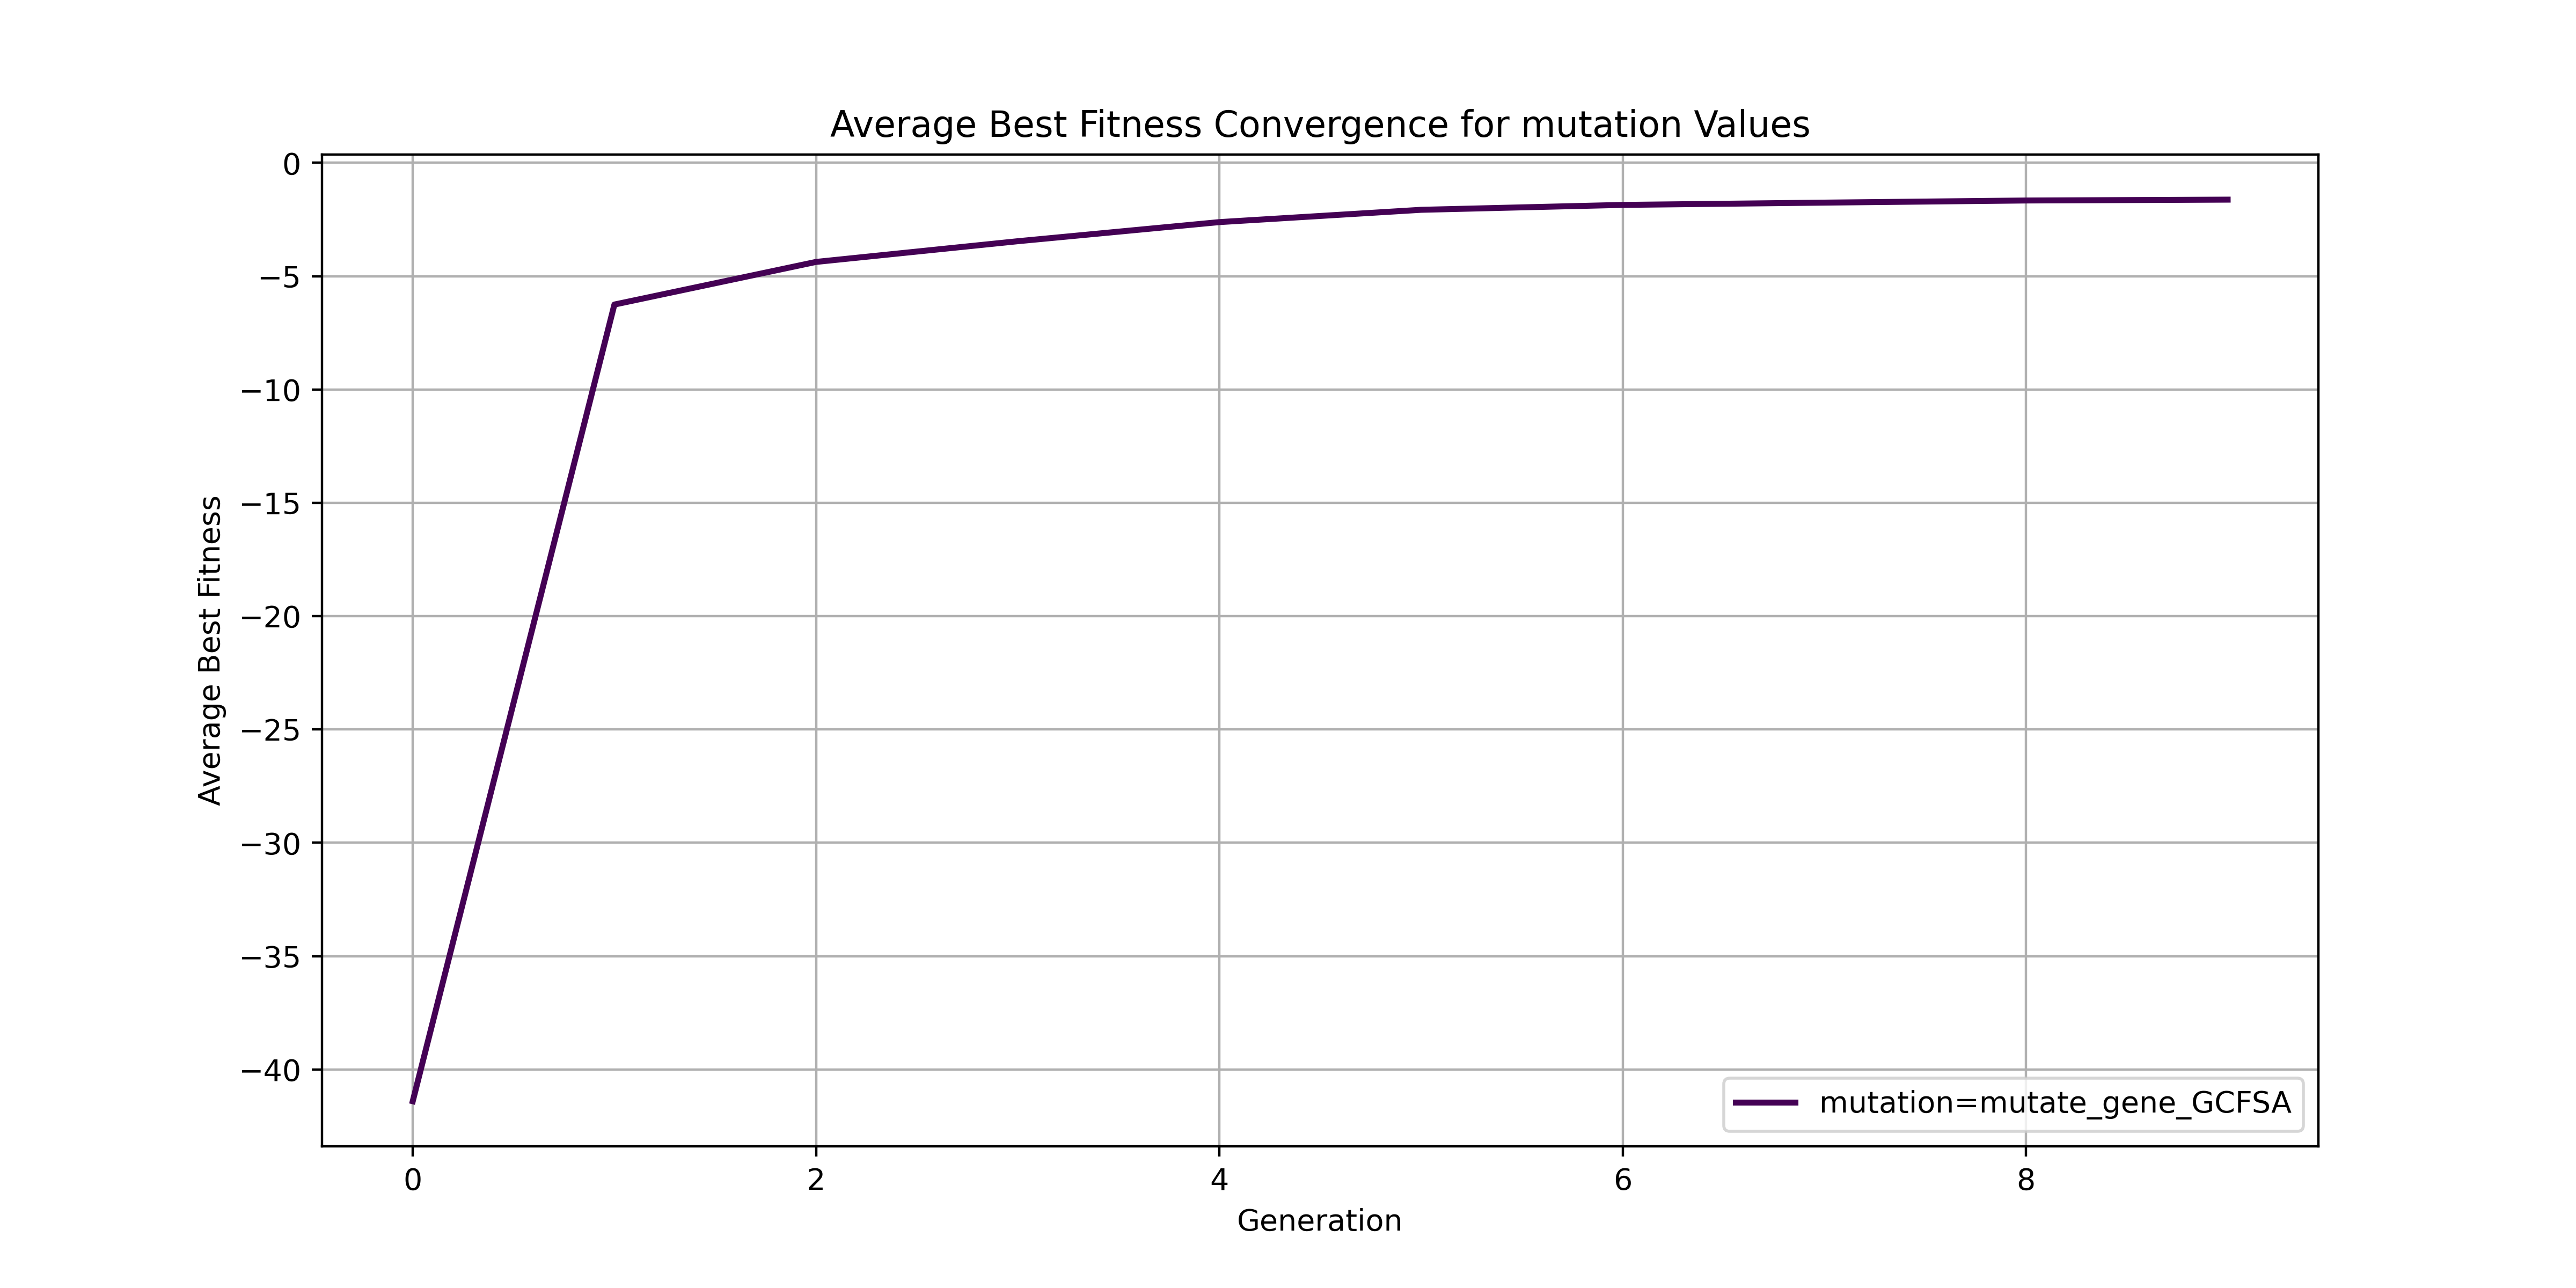 Average Best Fitness Convergence for mutation Values
0
−5
−10
−15
−20
−25
−30
−35
−40
Average Best Fitness
mutation=mutate_gene_GCFSA
0 2 4 6 8
Generation